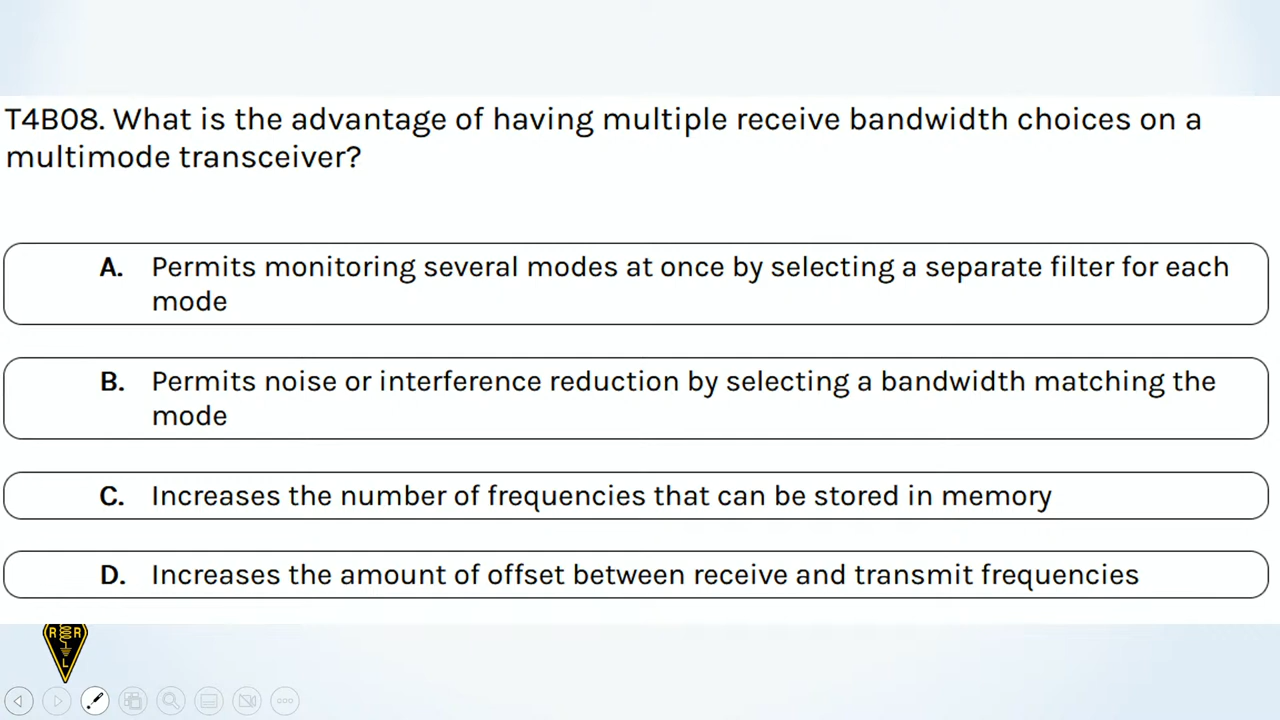 T4B08. What is the advantage of having multiple receive bandwidth choices on a
multimode transceiver?
A. Permits monitoring several modes at once by selecting a separate filter for each
mode
B. Permits noise or interference reduction by selecting a bandwidth matching the
mode
C. Increases the number of frequencies that can be stored in memory
D. Increases the amount of offset between receive and transmit frequencies
R R
L